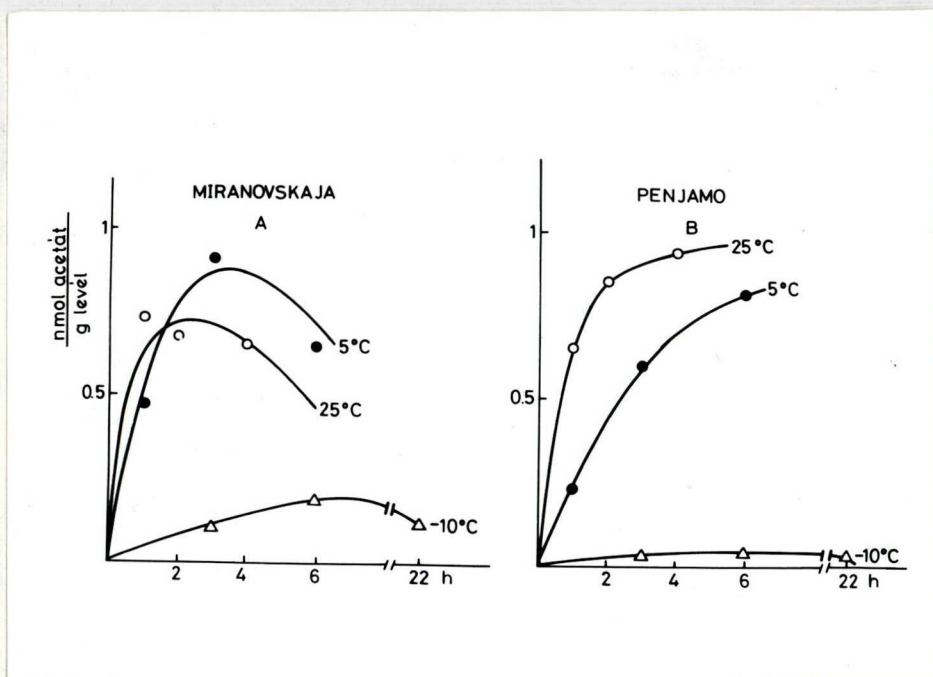 MIRANOVSKAJA
A
nmol acetát
g level
1
0.5
5°C
25°C
-10°C
2 4 6 22 h
PENJAMO
B
1
0.5
25°C
5°C
-10°C
2 4 6 22 h